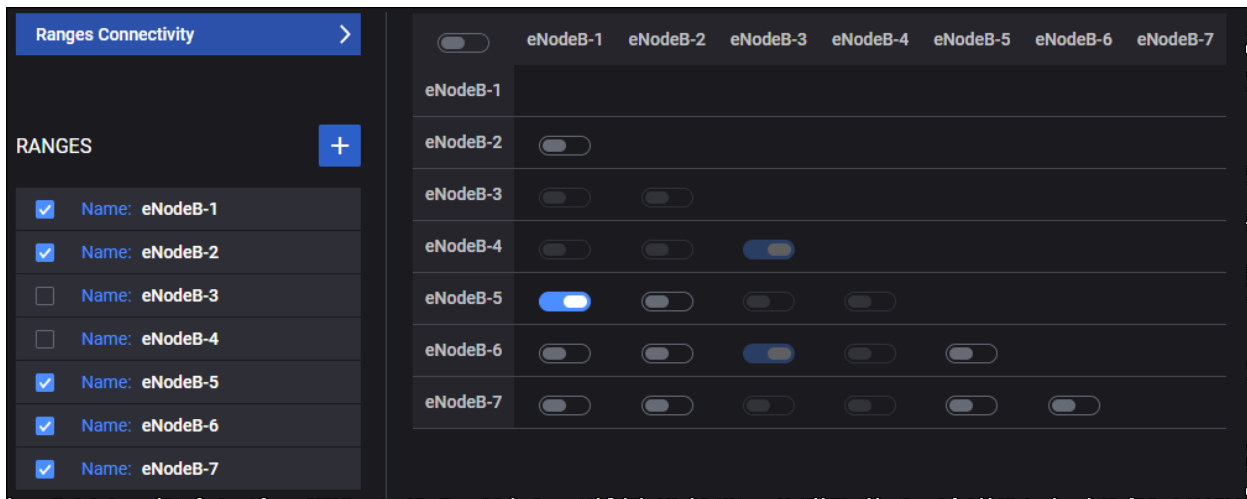 Ranges Connectivity
RANGES
Name: eNodeB-1
Name: eNodeB-2
Name: eNodeB-3
Name: eNodeB-4
Name: eNodeB-5
Name: eNodeB-6
Name: eNodeB-7
eNodeB-1 eNodeB-2 eNodeB-3 eNodeB-4 eNodeB-5 eNodeB-6 eNodeB-7
eNodeB-1
eNodeB-2
eNodeB-3
eNodeB-4
eNodeB-5
eNodeB-6
eNodeB-7